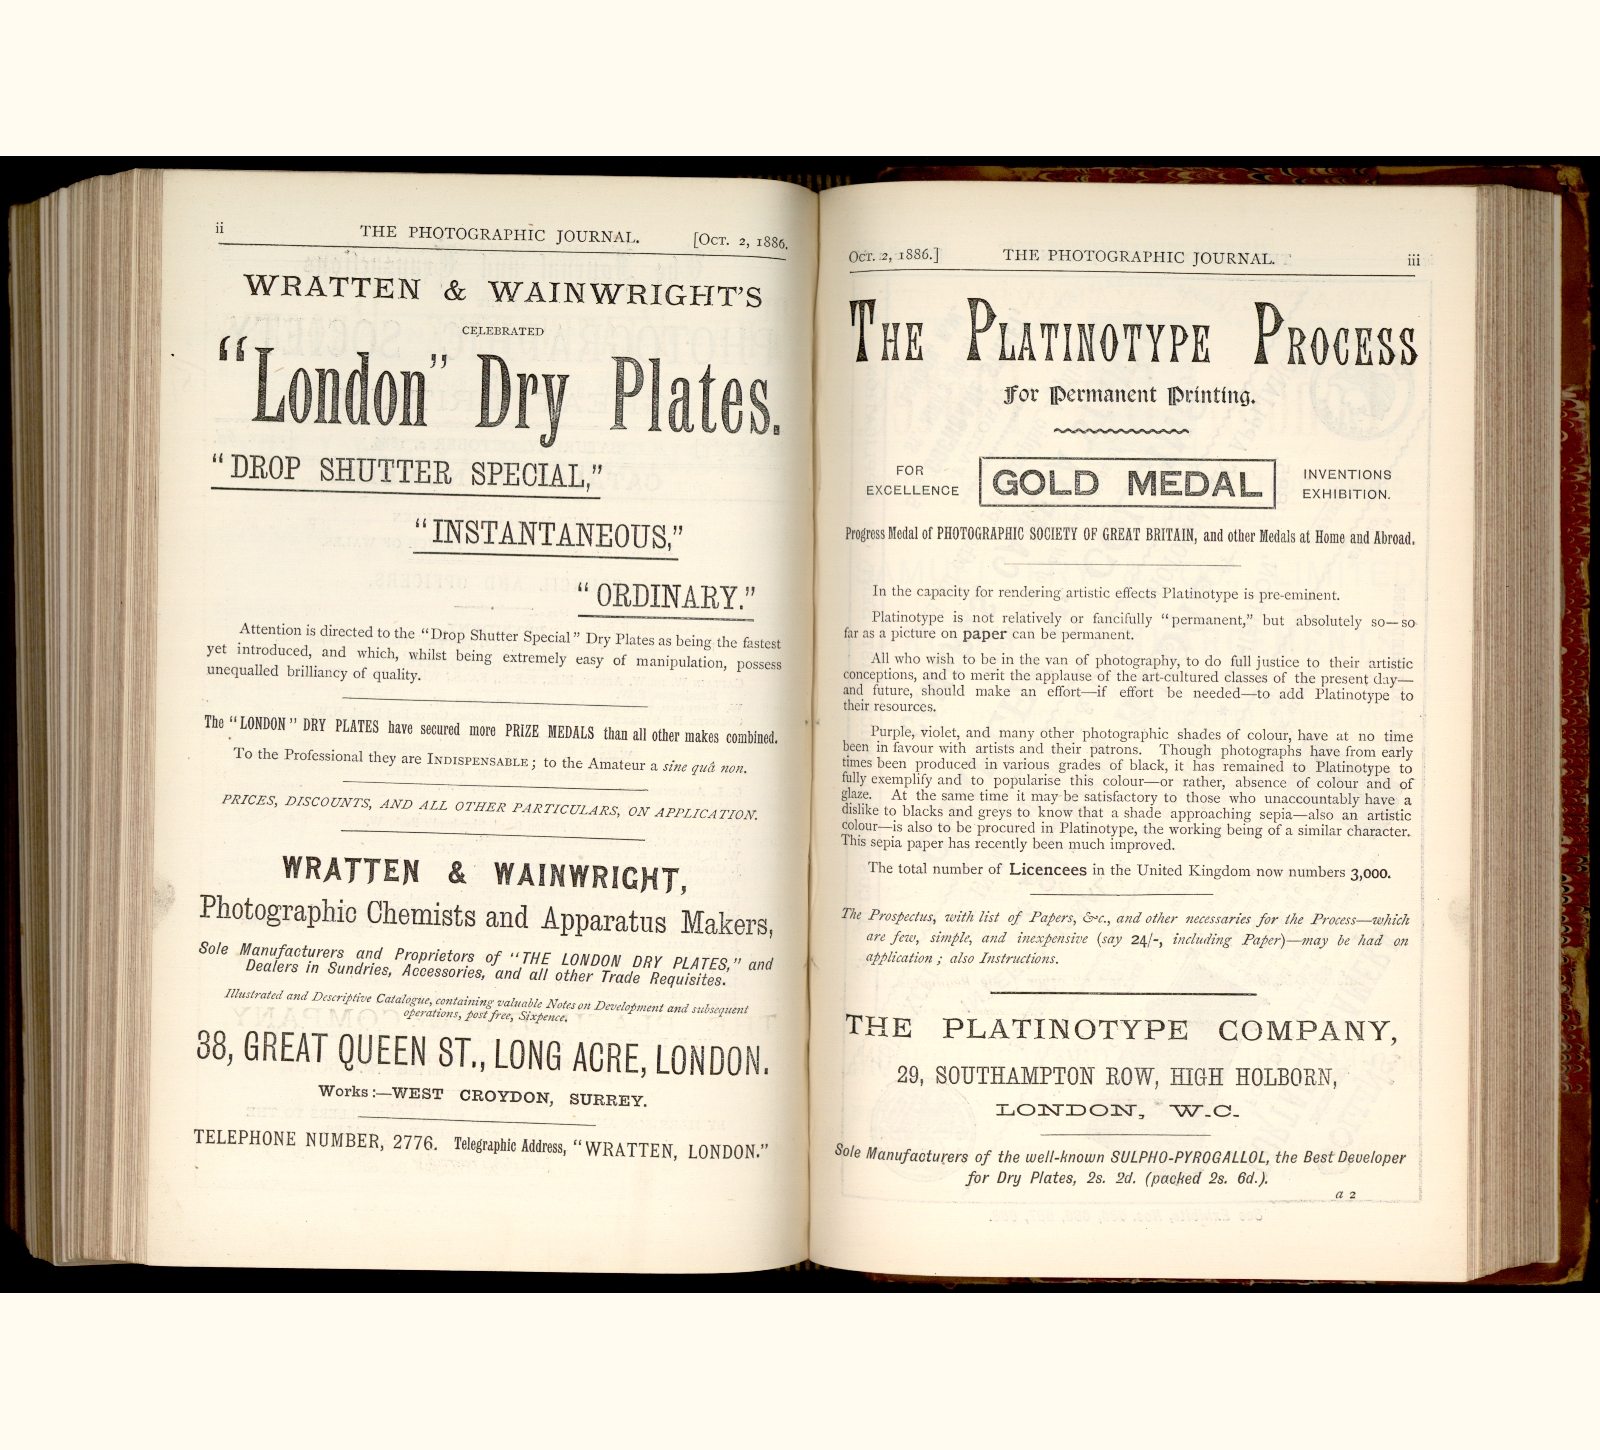 ii THE PHOTOGRAPHIC JOURNAL. [Oct. 2, 1886.
WRATTEN & WAINWRIGHT'S
CELEBRATED
“London” Dry Plates.
“DROP SHUTTER SPECIAL,”
“INSTANTANEOUS,”
“ORDINARY.”
Attention is directed to the “Drop Shutter Special” Dry Plates as being the fastest
yet introduced, and which, whilst being extremely easy of manipulation, possess
unequalled brilliancy of quality.
The “LONDON” DRY PLATES have secured more PRIZE MEDALS than all other makes combined.
To the Professional they are INDISPENSABLE; to the Amateur a sine quâ non.
PRICES, DISCOUNTS, AND ALL OTHER PARTICULARS, ON APPLICATION.
WRATTEN & WAINWRIGHT,
Photographic Chemists and Apparatus Makers,
Sole Manufacturers and Proprietors of “THE LONDON DRY PLATES,” and
Dealers in Sundries, Accessories, and all other Trade Requisites.
Illustrated and Descriptive Catalogue, containing valuable Notes on Development and subsequent
operations, post free, Sixpence.
38, GREAT QUEEN ST., LONG ACRE, LONDON.
Works:—WEST CROYDON, SURREY.
TELEPHONE NUMBER, 2776. Telegraphic Address, “WRATTEN, LONDON.”
Oct. 2, 1886.] THE PHOTOGRAPHIC JOURNAL. iii
THE PLATINOTYPE PROCESS
For Permanent Printing.
FOR EXCELLENCE GOLD MEDAL INVENTIONS EXHIBITION.
Progress Medal of PHOTOGRAPHIC SOCIETY OF GREAT BRITAIN, and other Medals at Home and Abroad.
In the capacity for rendering artistic effects Platinotype is pre-eminent.
Platinotype is not relatively or fancifully “permanent,” but absolutely so—so
far as a picture on paper can be permanent.
All who wish to be in the van of photography, to do full justice to their artistic
conceptions, and to merit the applause of the art-cultured classes of the present day—
and future, should make an effort—if effort be needed—to add Platinotype to
their resources.
Purple, violet, and many other photographic shades of colour, have at no time
been in favour with artists and their patrons. Though photographs have from early
times been produced in various grades of black, it has remained to Platinotype to
fully exemplify and to popularise this colour—or rather, absence of colour and of
glaze. At the same time it may be satisfactory to those who unaccountably have a
dislike to blacks and greys to know that a shade approaching sepia—also an artistic
colour—is also to be procured in Platinotype, the working being of a similar character.
This sepia paper has recently been much improved.
The total number of Licencees in the United Kingdom now numbers 3,000.
The Prospectus, with list of Papers, &c., and other necessaries for the Process—which
are few, simple, and inexpensive (say 24/-, including Paper)—may be had on
application; also Instructions.
THE PLATINOTYPE COMPANY,
29, SOUTHAMPTON ROW, HIGH HOLBORN,
LONDON, W.C.
Sole Manufacturers of the well-known SULPHO-PYROGALLOL, the Best Developer
for Dry Plates, 2s. 2d. (packed 2s. 6d.).
a 2